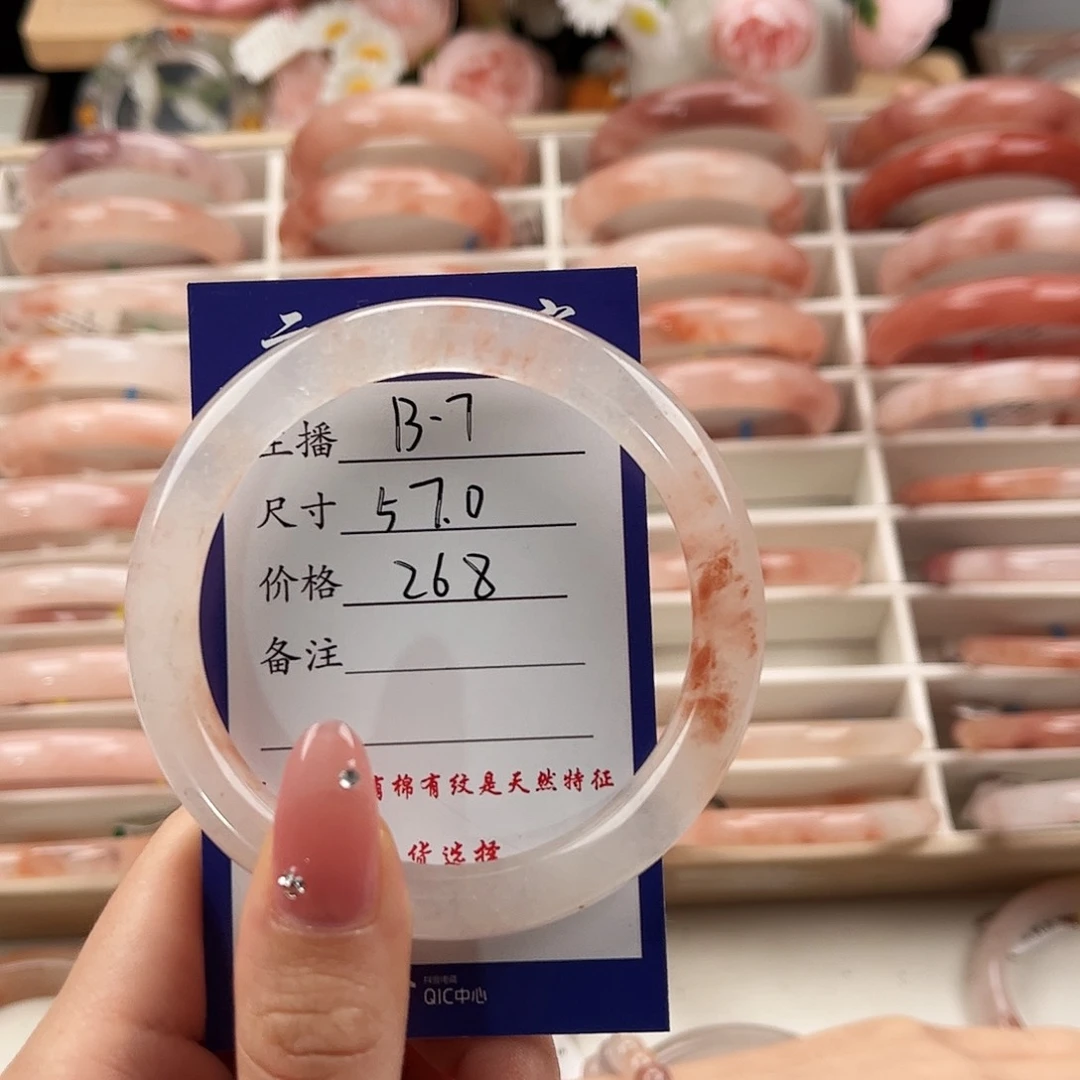 主播 B-7
尺寸 57.0
价格 268
备注
有棉有纹是天然特征
货选择
QIC中心